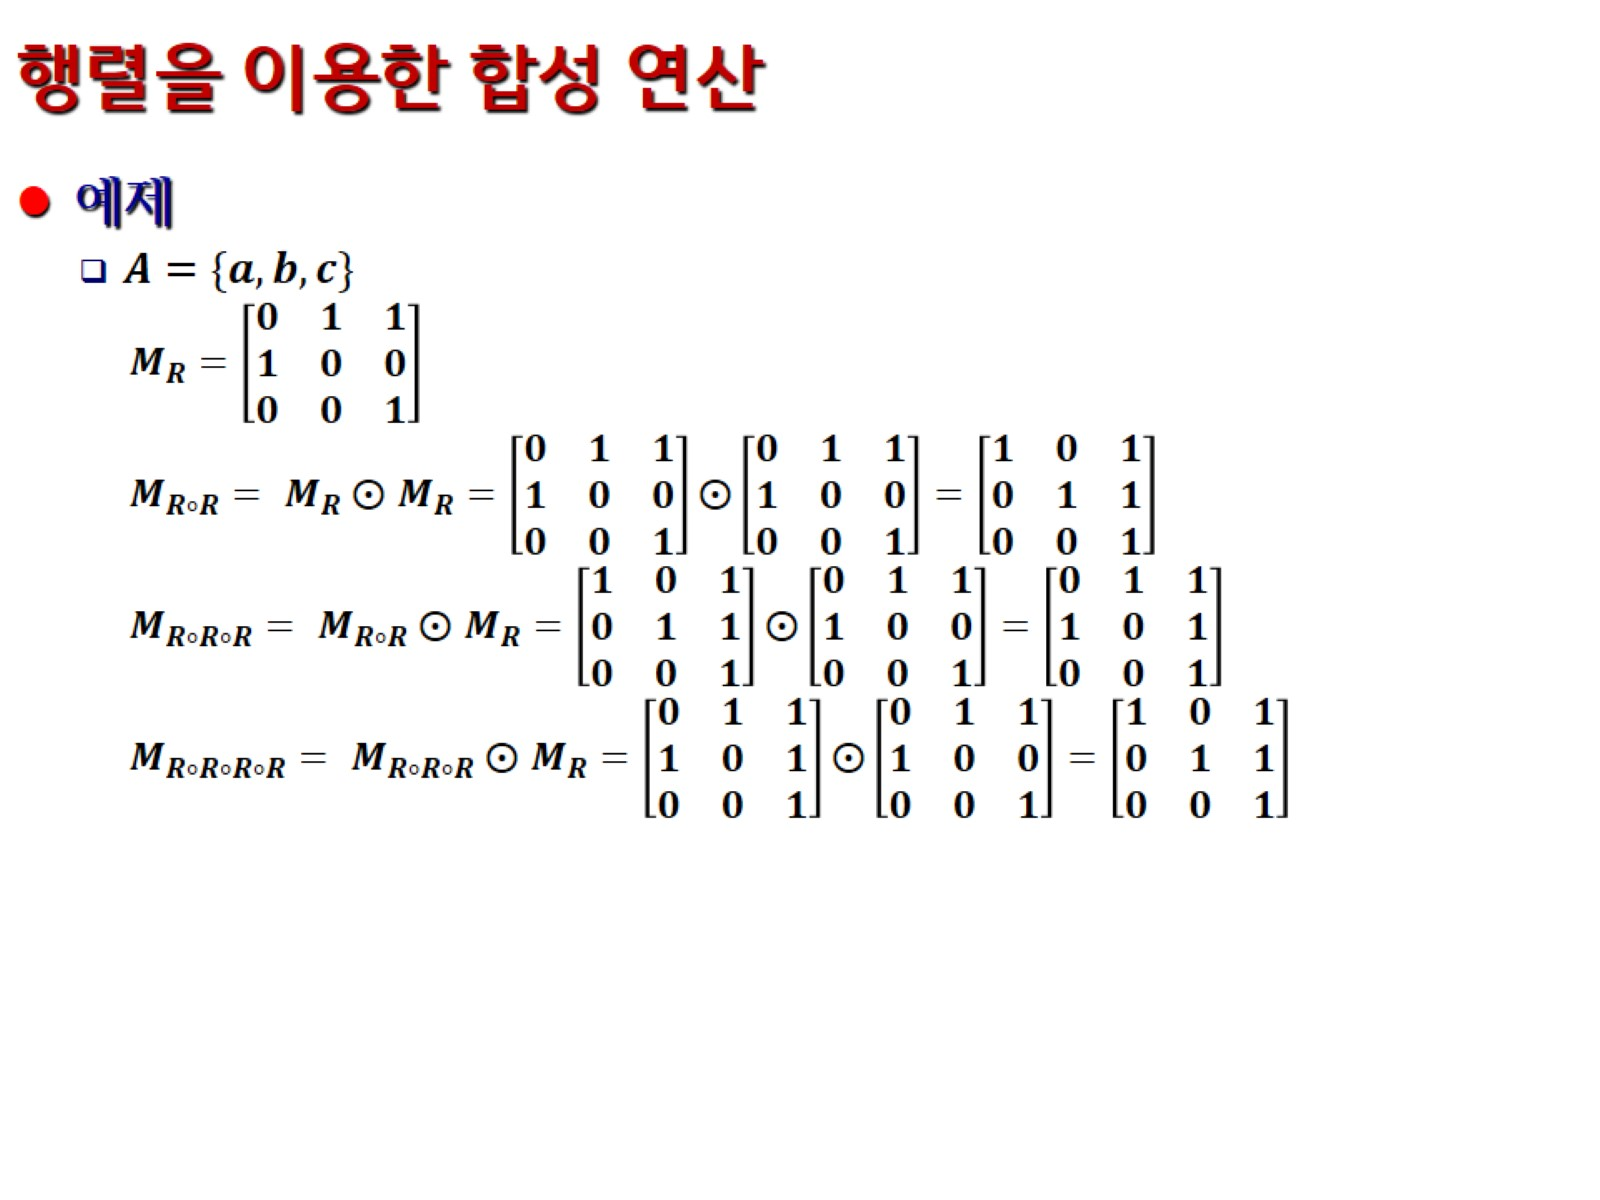 행렬을 이용한 합성 연산
● 예제
❑ A = {a, b, c}
M_R = [0 1 1; 1 0 0; 0 0 1]
M_{R∘R} = M_R ⊙ M_R = [0 1 1; 1 0 0; 0 0 1] ⊙ [0 1 1; 1 0 0; 0 0 1] = [1 0 1; 0 1 1; 0 0 1]
M_{R∘R∘R} = M_{R∘R} ⊙ M_R = [1 0 1; 0 1 1; 0 0 1] ⊙ [0 1 1; 1 0 0; 0 0 1] = [0 1 1; 1 0 1; 0 0 1]
M_{R∘R∘R∘R} = M_{R∘R∘R} ⊙ M_R = [0 1 1; 1 0 1; 0 0 1] ⊙ [0 1 1; 1 0 0; 0 0 1] = [1 0 1; 0 1 1; 0 0 1]